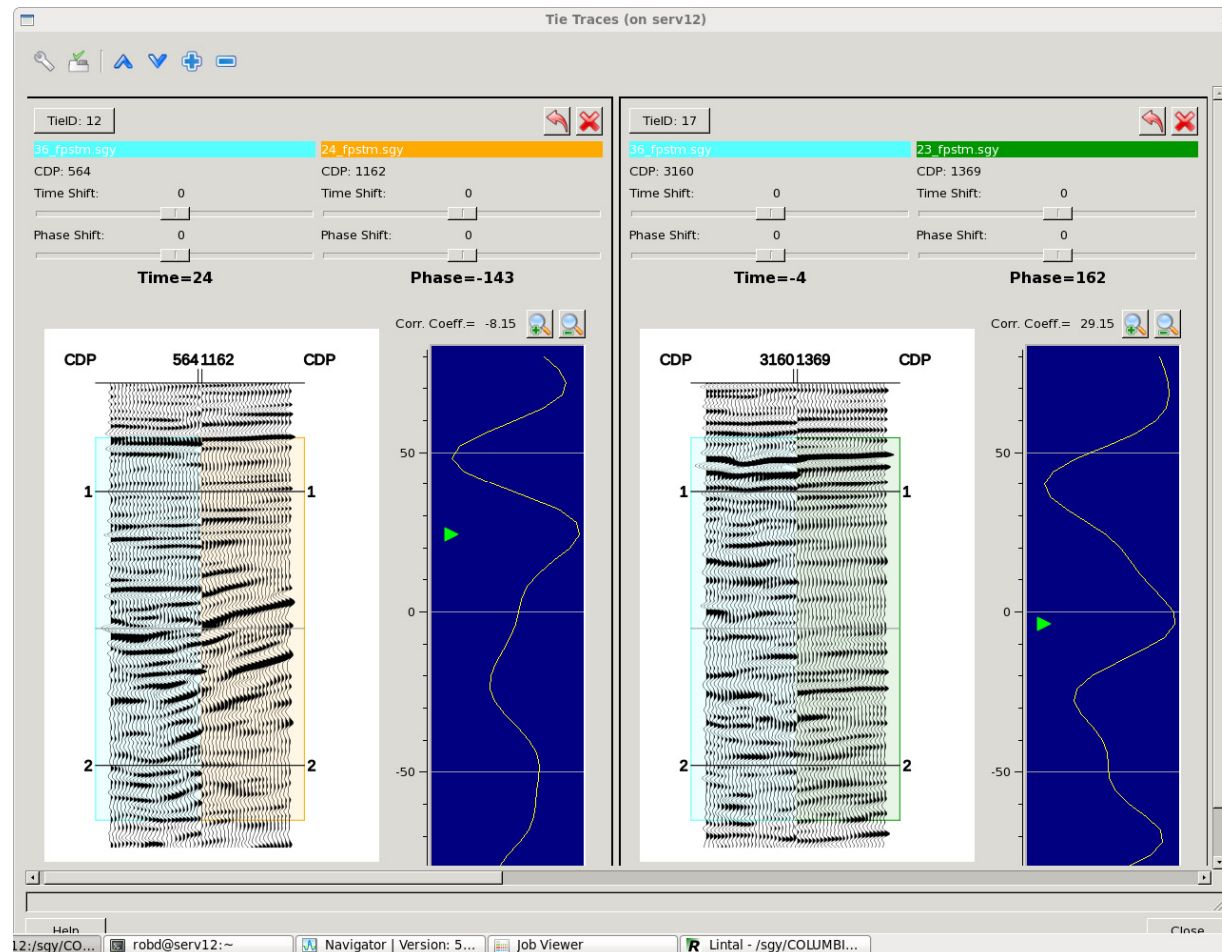 Tie Traces (on serv12)
TieID: 12
36_fpstm.sgy 24_fpstm.sgy
CDP: 564 CDP: 1162
Time Shift: 0 Time Shift: 0
Phase Shift: 0 Phase Shift: 0
Time=24 Phase=-143
Corr. Coeff.= -8.15
CDP 564 1162 CDP
50
1 1
0
2 2
-50
TieID: 17
36_fpstm.sgy 23_fpstm.sgy
CDP: 3160 CDP: 1369
Time Shift: 0 Time Shift: 0
Phase Shift: 0 Phase Shift: 0
Time=-4 Phase=162
Corr. Coeff.= 29.15
CDP 3160 1369 CDP
50
1 1
0
2 2
-50
Help Close
12:/sgy/CO... robd@serv12:~ Navigator | Version: 5... Job Viewer Lintal - /sgy/COLUMBI...